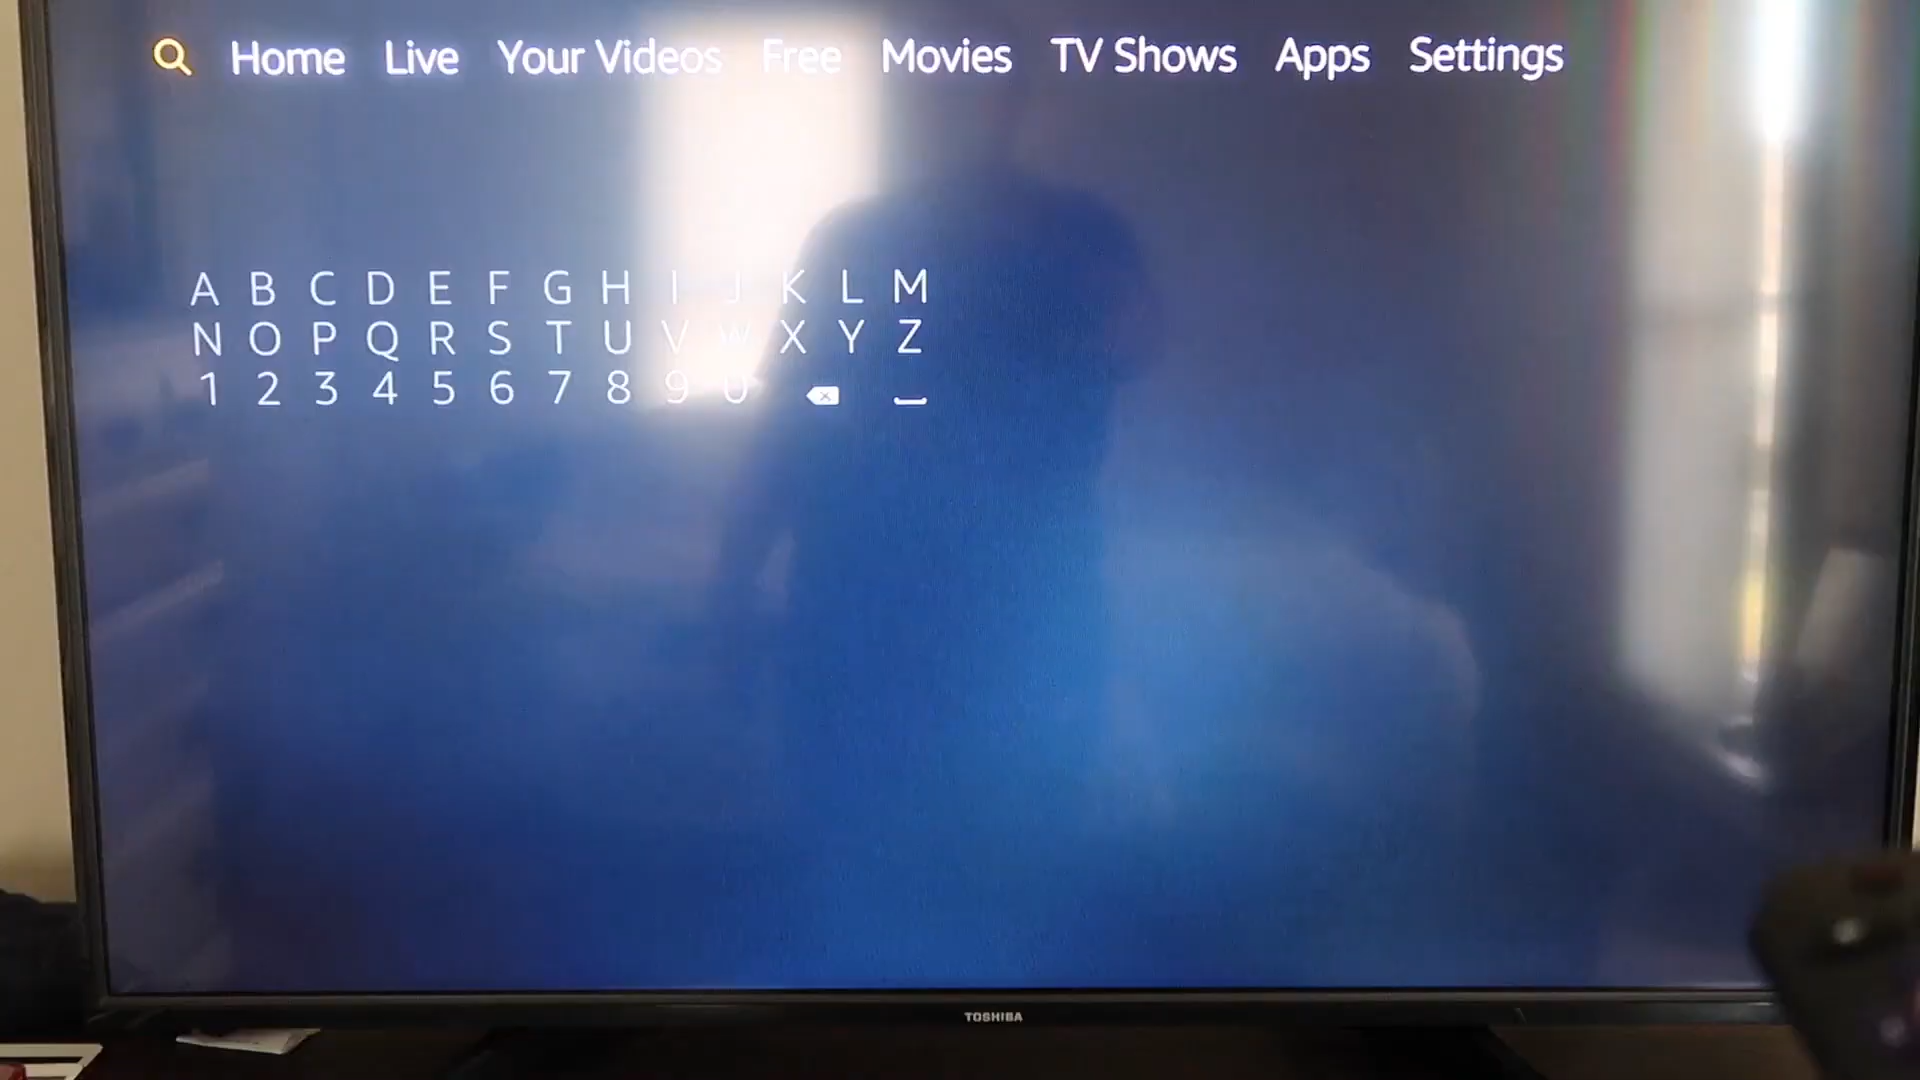 Home Live Your Videos Free Movies TV Shows Apps Settings
A B C D E F G H I J K L M
N O P Q R S T U V W X Y Z
1 2 3 4 5 6 7 8 9 0
TOSHIBA